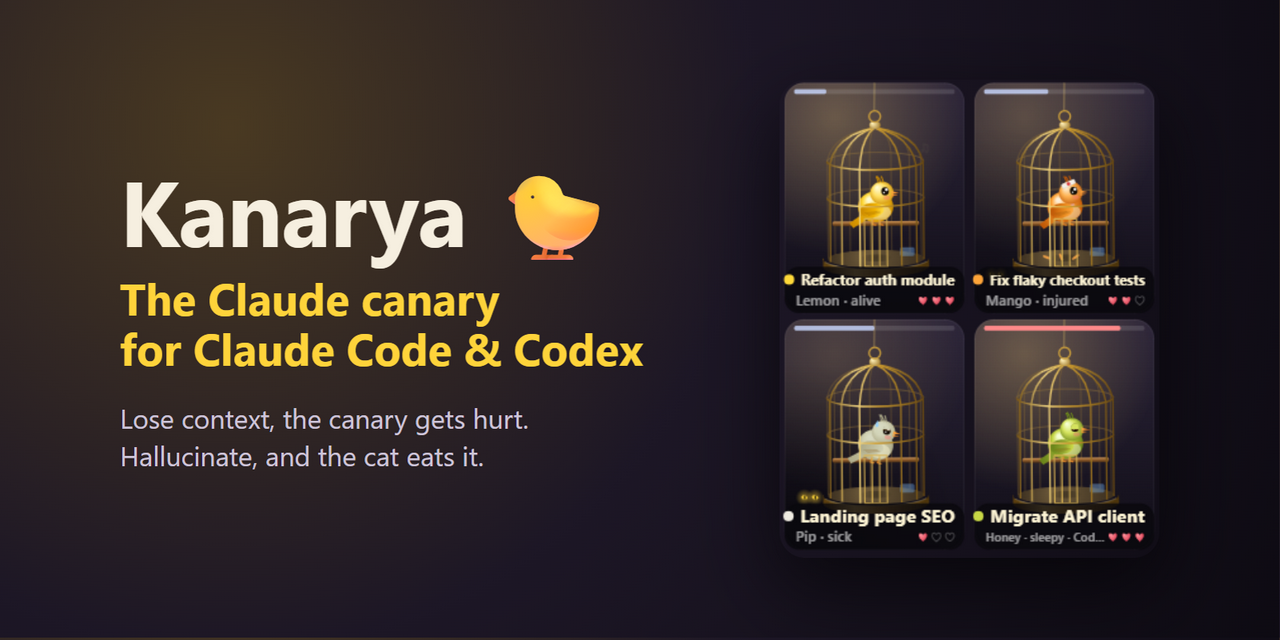 Kanarya
The Claude canary
for Claude Code & Codex
Lose context, the canary gets hurt.
Hallucinate, and the cat eats it.
Refactor auth module
Lemon · alive
Fix flaky checkout tests
Mango · injured
Landing page SEO
Pip · sick
Migrate API client
Honey · sleepy · Cod...